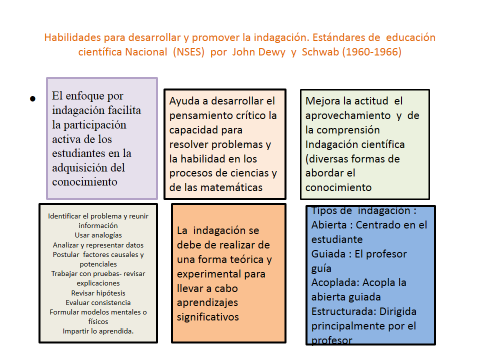 Habilidades para desarrollar y promover la indagación. Estándares de  educación
científica Nacional  (NSES)  por  John Dewy  y  Schwab (1960-1966)
El enfoque por
indagación facilita
la participación
activa de los
estudiantes en la
adquisición del
conocimiento
Ayuda a desarrollar el
pensamiento crítico la
capacidad para
resolver problemas y
la habilidad en los
procesos de ciencias y
de las matemáticas
Mejora la actitud  el
aprovechamiento  y  de
la comprensión
Indagación científica
(diversas formas de
abordar el
conocimiento
Identificar el problema y reunir
información
Usar analogías
Analizar y representar datos
Postular  factores causales y
potenciales
Trabajar con pruebas- revisar
explicaciones
Revisar hipótesis
Evaluar consistencia
Formular modelos mentales o
físicos
Impartir lo aprendida.
La  indagación se
debe de realizar de
una forma teórica y
experimental para
llevar a cabo
aprendizajes
significativos
Tipos de  indagación :
Abierta : Centrado en el
estudiante
Guiada : El profesor
guía
Acoplada: Acopla la
abierta guiada
Estructurada: Dirigida
principalmente por el
profesor